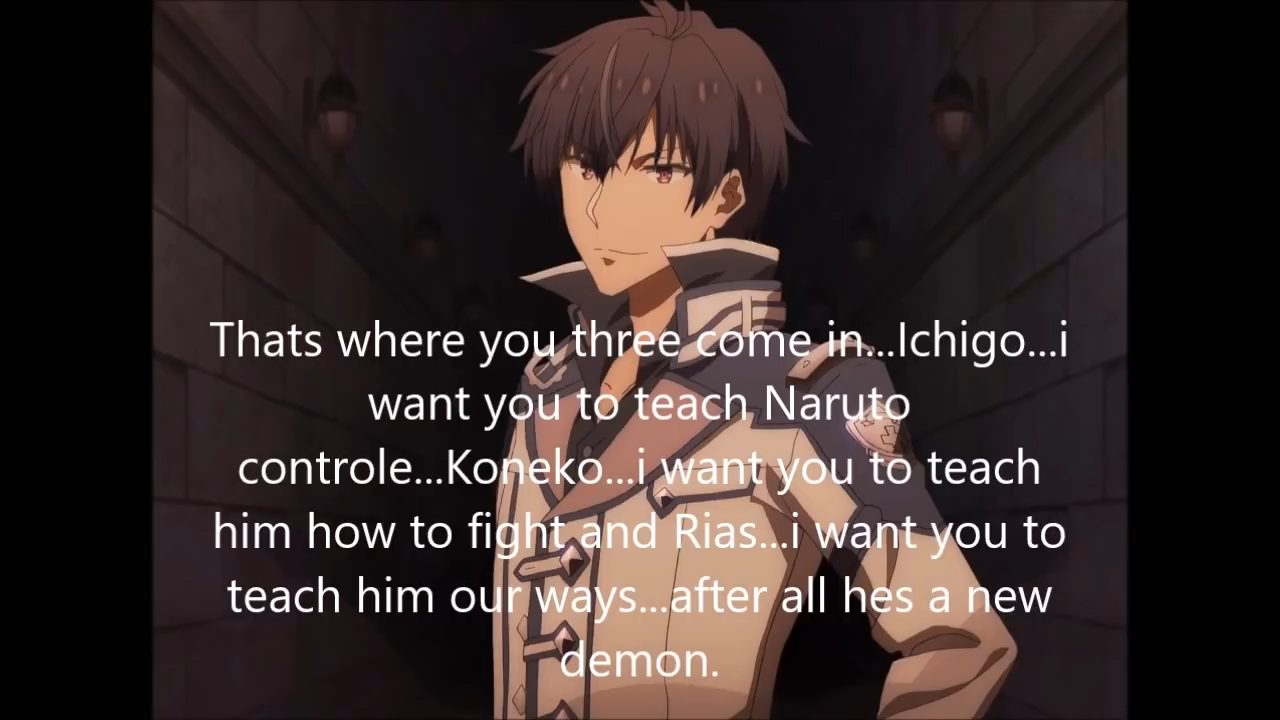 Thats where you three come in...Ichigo...i
want you to teach Naruto
controle...Koneko...i want you to teach
him how to fight and Rias...i want you to
teach him our ways...after all hes a new
demon.